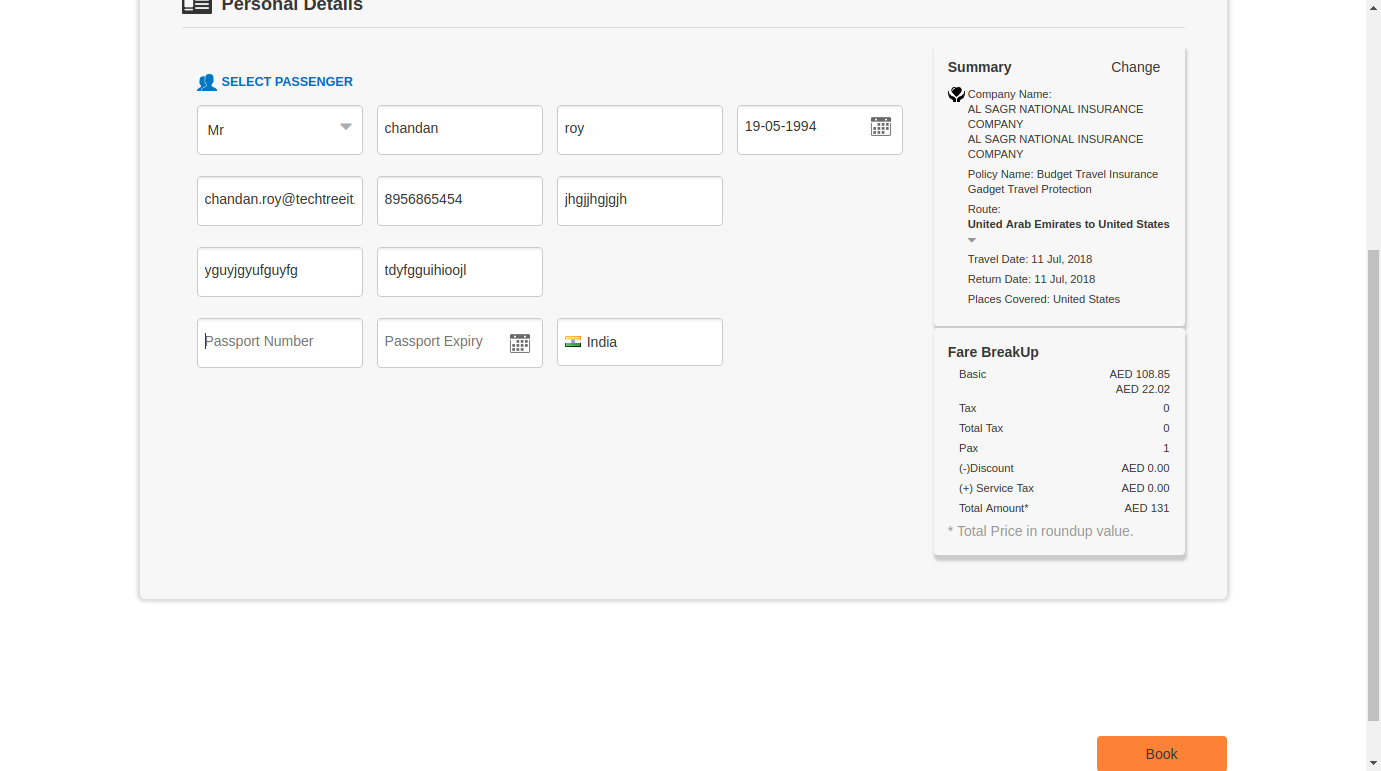 Personal Details
SELECT PASSENGER
Mr
chandan
roy
19-05-1994
chandan.roy@techtreeit.
8956865454
jhgjjhgjgjh
yguyjgyufguyfg
tdyfgguihioojl
Passport Number
Passport Expiry
India
Summary Change
Company Name:
AL SAGR NATIONAL INSURANCE
COMPANY
AL SAGR NATIONAL INSURANCE
COMPANY
Policy Name: Budget Travel Insurance
Gadget Travel Protection
Route:
United Arab Emirates to United States
Travel Date: 11 Jul, 2018
Return Date: 11 Jul, 2018
Places Covered: United States
Fare BreakUp
Basic AED 108.85
AED 22.02
Tax 0
Total Tax 0
Pax 1
(-)Discount AED 0.00
(+) Service Tax AED 0.00
Total Amount* AED 131
* Total Price in roundup value.
Book